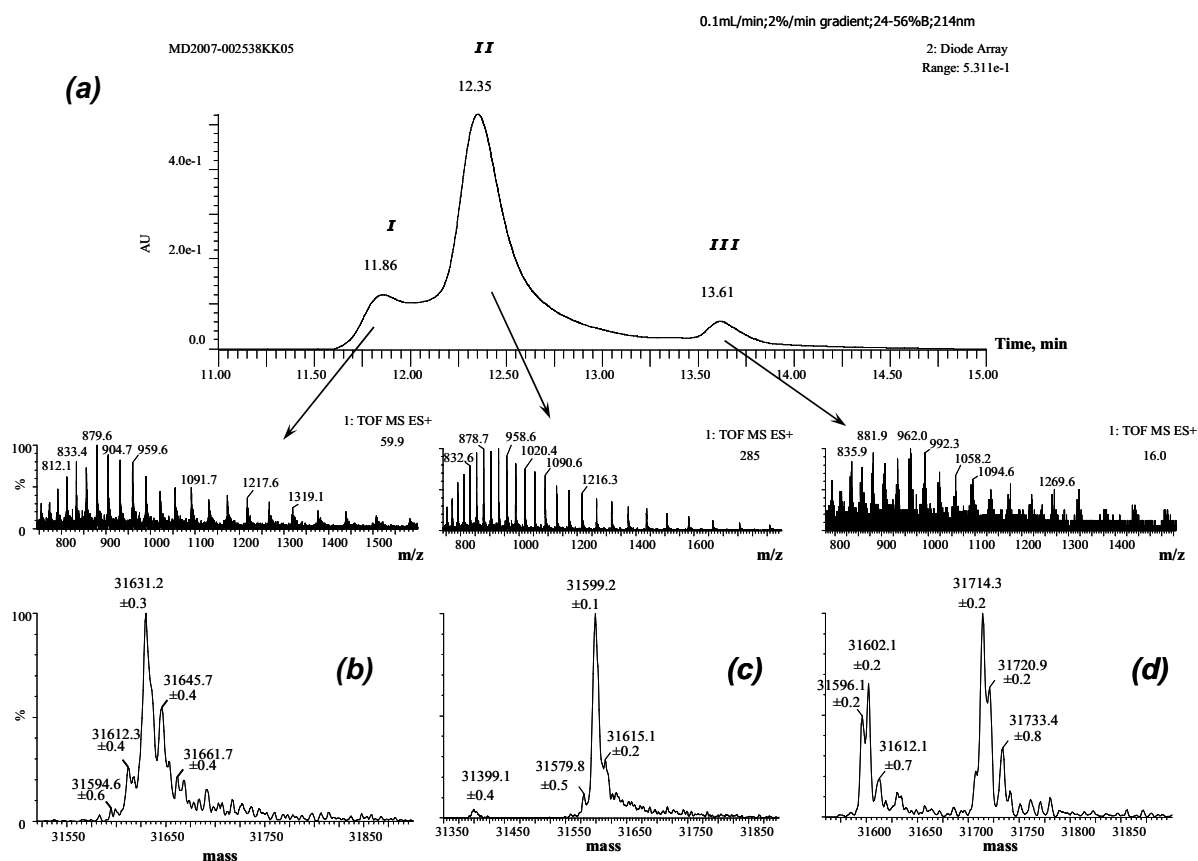 0.1mL/min;2%/min gradient;24-56%B;214nm
MD2007-002538KK05
2: Diode Array
Range: 5.311e-1
(a)
II
12.35
I
11.86
III
13.61
AU
4.0e-1
2.0e-1
0.0
Time, min
11.00 11.50 12.00 12.50 13.00 13.50 14.00 14.50 15.00
1: TOF MS ES+
59.9
100
%
0
812.1
833.4
879.6
904.7
959.6
1091.7
1217.6
1319.1
800 900 1000 1100 1200 1300 1400 1500
m/z
1: TOF MS ES+
285
832.6
878.7
958.6
1020.4
1090.6
1216.3
800 1000 1200 1400 1600
m/z
1: TOF MS ES+
16.0
835.9
881.9
962.0
992.3
1058.2
1094.6
1269.6
800 900 1000 1100 1200 1300 1400
m/z
31631.2
±0.3
100
%
0
31645.7
±0.4
31612.3
±0.4
31661.7
±0.4
31594.6
±0.6
(b)
31550 31650 31750 31850
mass
31599.2
±0.1
31615.1
±0.2
31579.8
±0.5
31399.1
±0.4
(c)
31350 31450 31550 31650 31750 31850
mass
31714.3
±0.2
31602.1
±0.2
31596.1
±0.2
31720.9
±0.2
31733.4
±0.8
31612.1
±0.7
(d)
31600 31650 31700 31750 31800 31850
mass